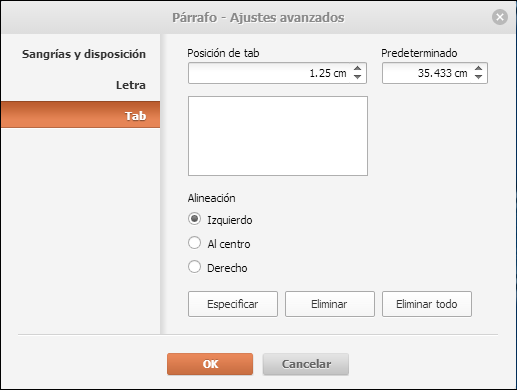 Párrafo - Ajustes avanzados
Sangrías y disposición
Letra
Tab
Posición de tab
Predeterminado
1.25 cm
35.433 cm
Alineación
Izquierdo
Al centro
Derecho
Especificar
Eliminar
Eliminar todo
OK
Cancelar